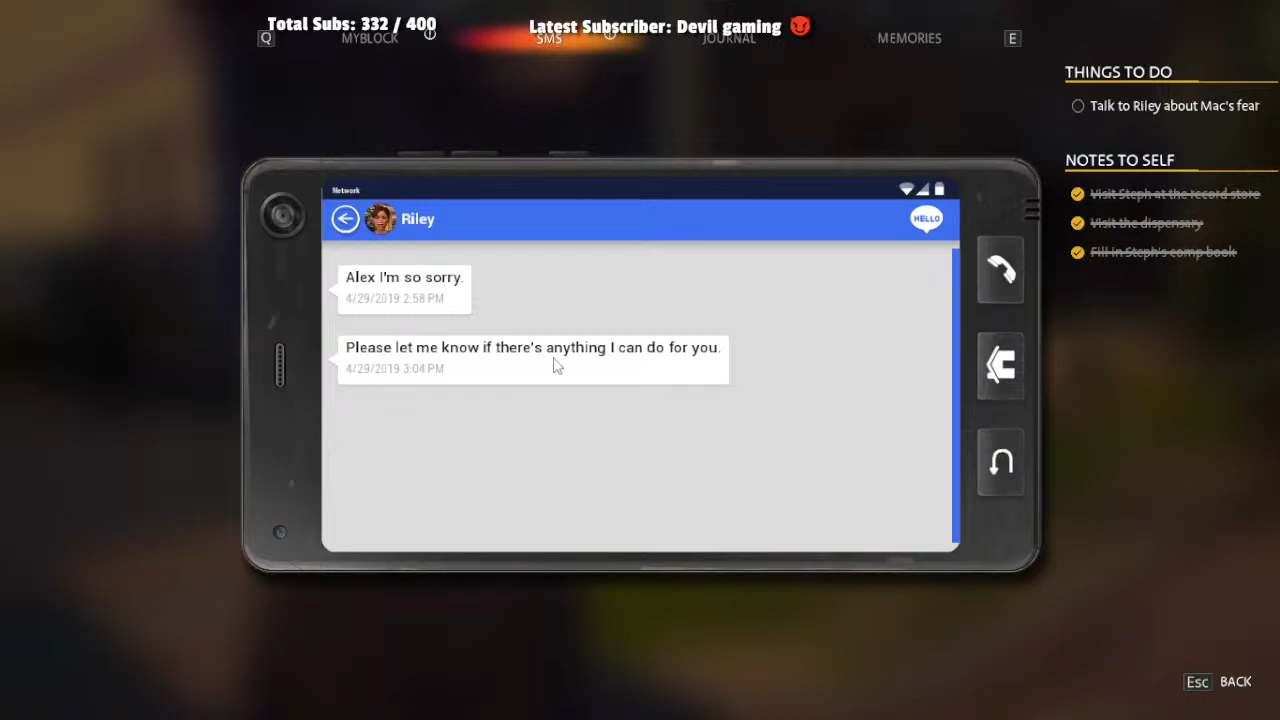 Total Subs: 332 / 400
Latest Subscriber: Devil gaming 😈
Q
MYBLOCK
SMS
JOURNAL
MEMORIES
E
THINGS TO DO
Talk to Riley about Mac's fear
NOTES TO SELF
Visit Steph at the record store
Visit the dispensary
Fill in Steph's comp book
Network
Riley
HELLO
Alex I'm so sorry.
4/29/2019 2:58 PM
Please let me know if there's anything I can do for you.
4/29/2019 3:04 PM
Esc BACK